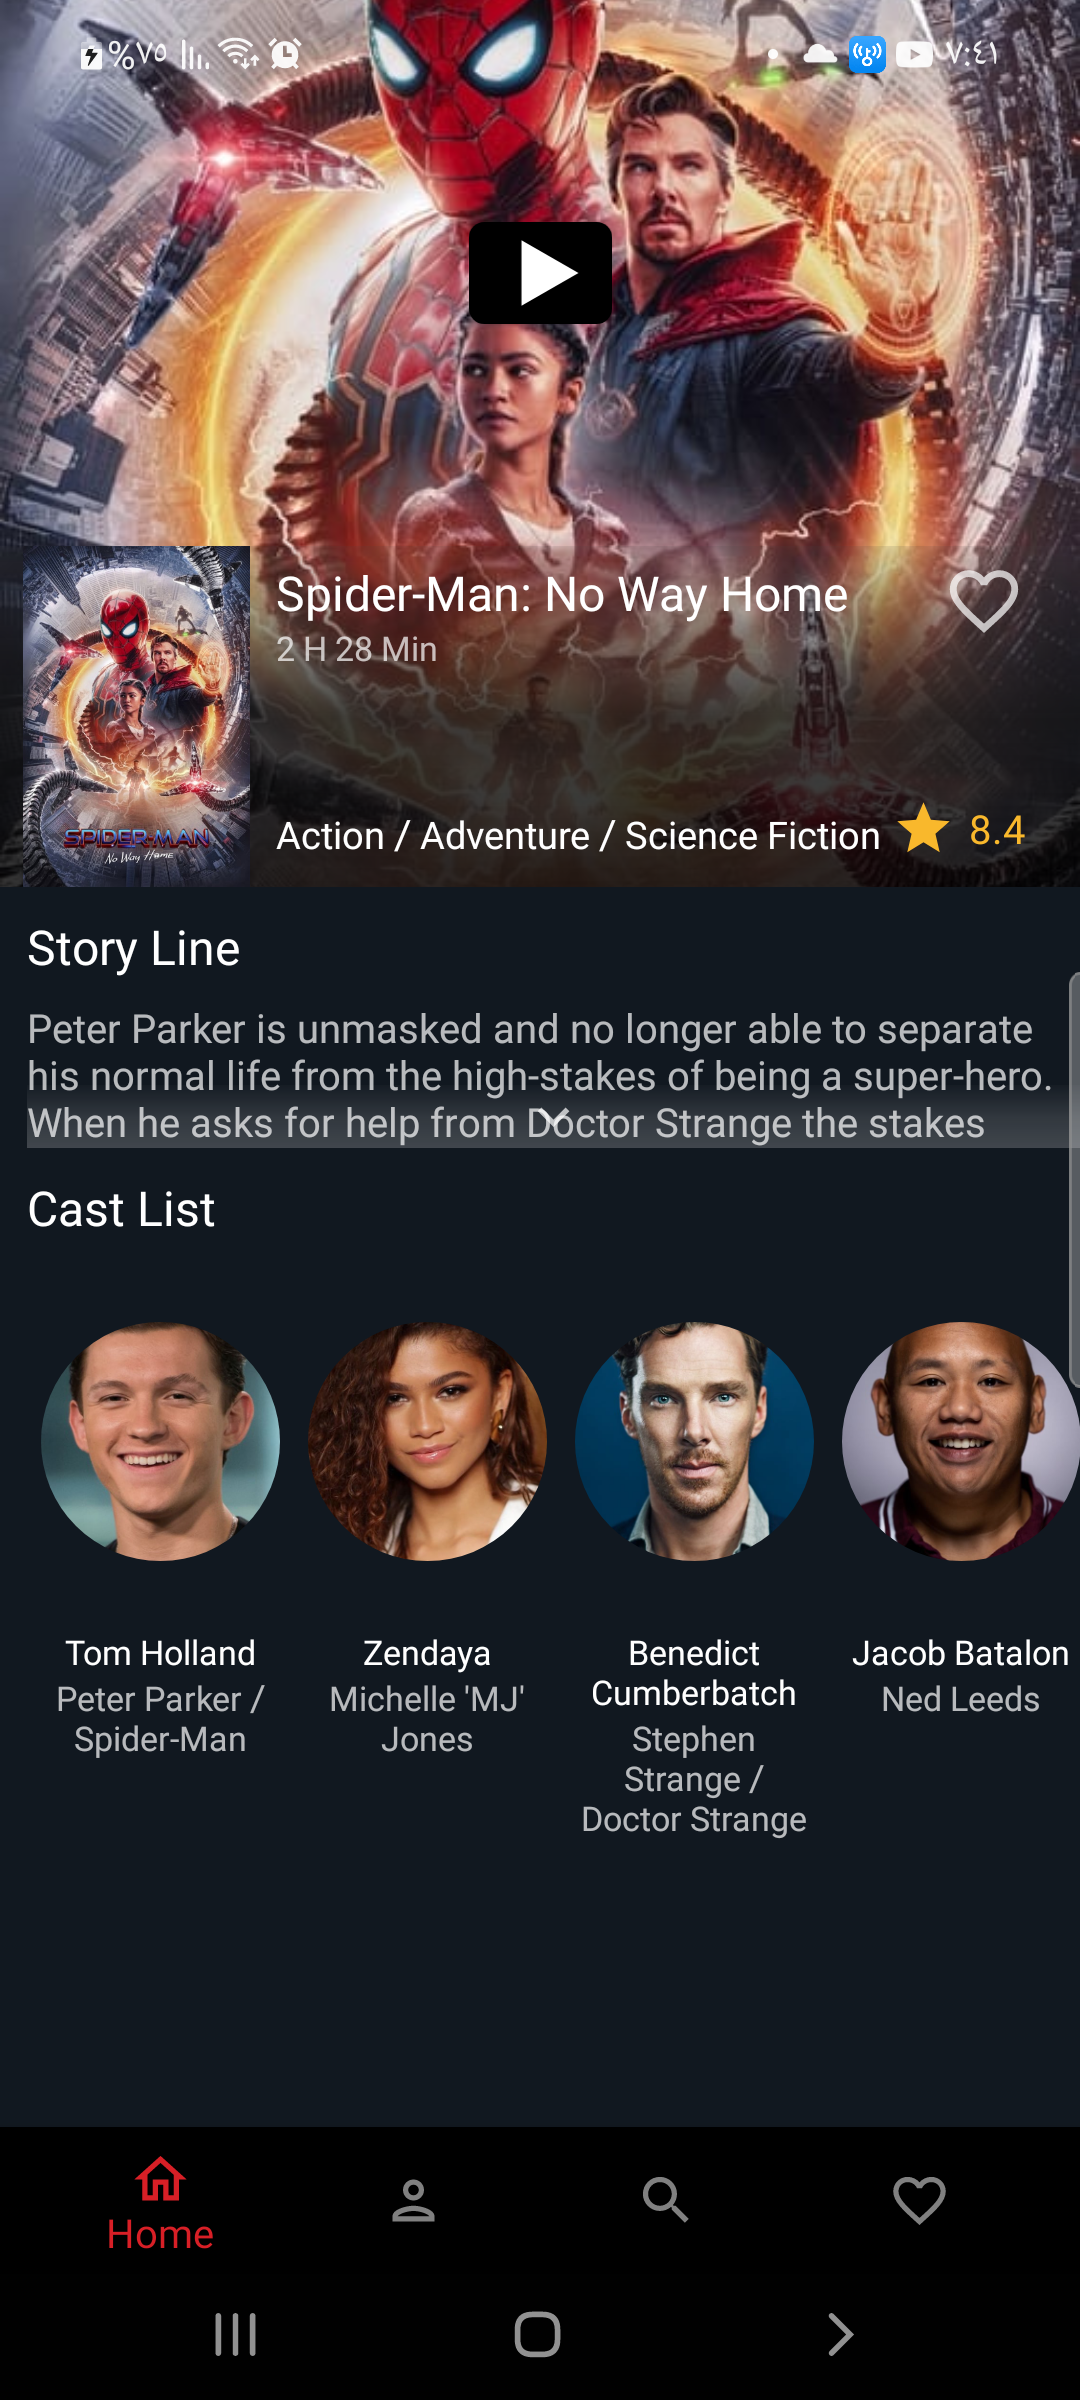 %٧٥ ٧:٤١
Spider-Man: No Way Home
2 H 28 Min
SPIDER-MAN
No Way Home
Action / Adventure / Science Fiction 8.4
Story Line
Peter Parker is unmasked and no longer able to separate
his normal life from the high-stakes of being a super-hero.
When he asks for help from Doctor Strange the stakes
Cast List
Tom Holland
Peter Parker /
Spider-Man
Zendaya
Michelle 'MJ'
Jones
Benedict
Cumberbatch
Stephen
Strange /
Doctor Strange
Jacob Batalon
Ned Leeds
Home